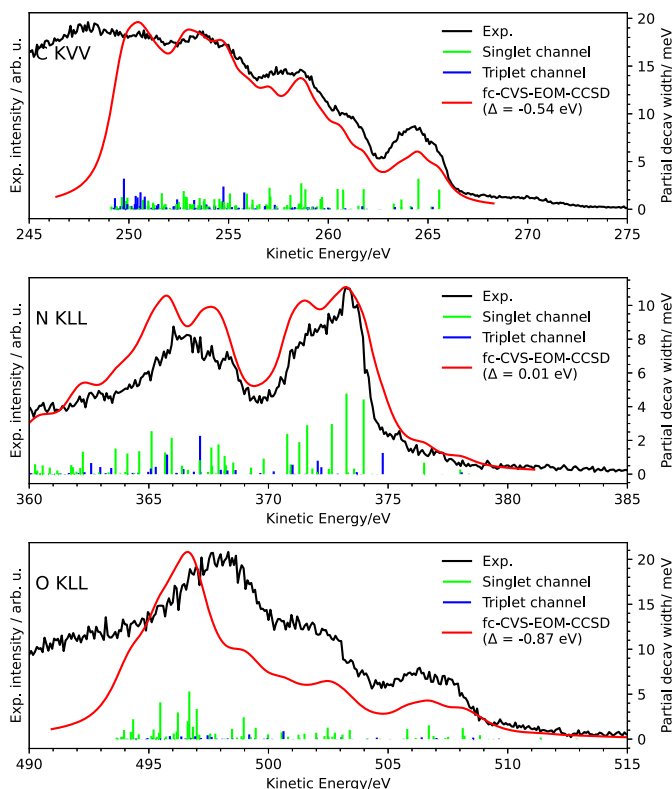 C KVV
Exp.
Singlet channel
Triplet channel
fc-CVS-EOM-CCSD
(Δ = -0.54 eV)
Exp. intensity / arb. u.
Partial decay width/ meV
20
15
10
5
0
245 250 255 260 265 270 275
Kinetic Energy/eV
N KLL
Exp.
Singlet channel
Triplet channel
fc-CVS-EOM-CCSD
(Δ = 0.01 eV)
Exp. intensity / arb. u.
Partial decay width/ meV
10
8
6
4
2
0
360 365 370 375 380 385
Kinetic Energy/eV
O KLL
Exp.
Singlet channel
Triplet channel
fc-CVS-EOM-CCSD
(Δ = -0.87 eV)
Exp. intensity / arb. u.
Partial decay width/ meV
20
15
10
5
0
490 495 500 505 510 515
Kinetic Energy/eV